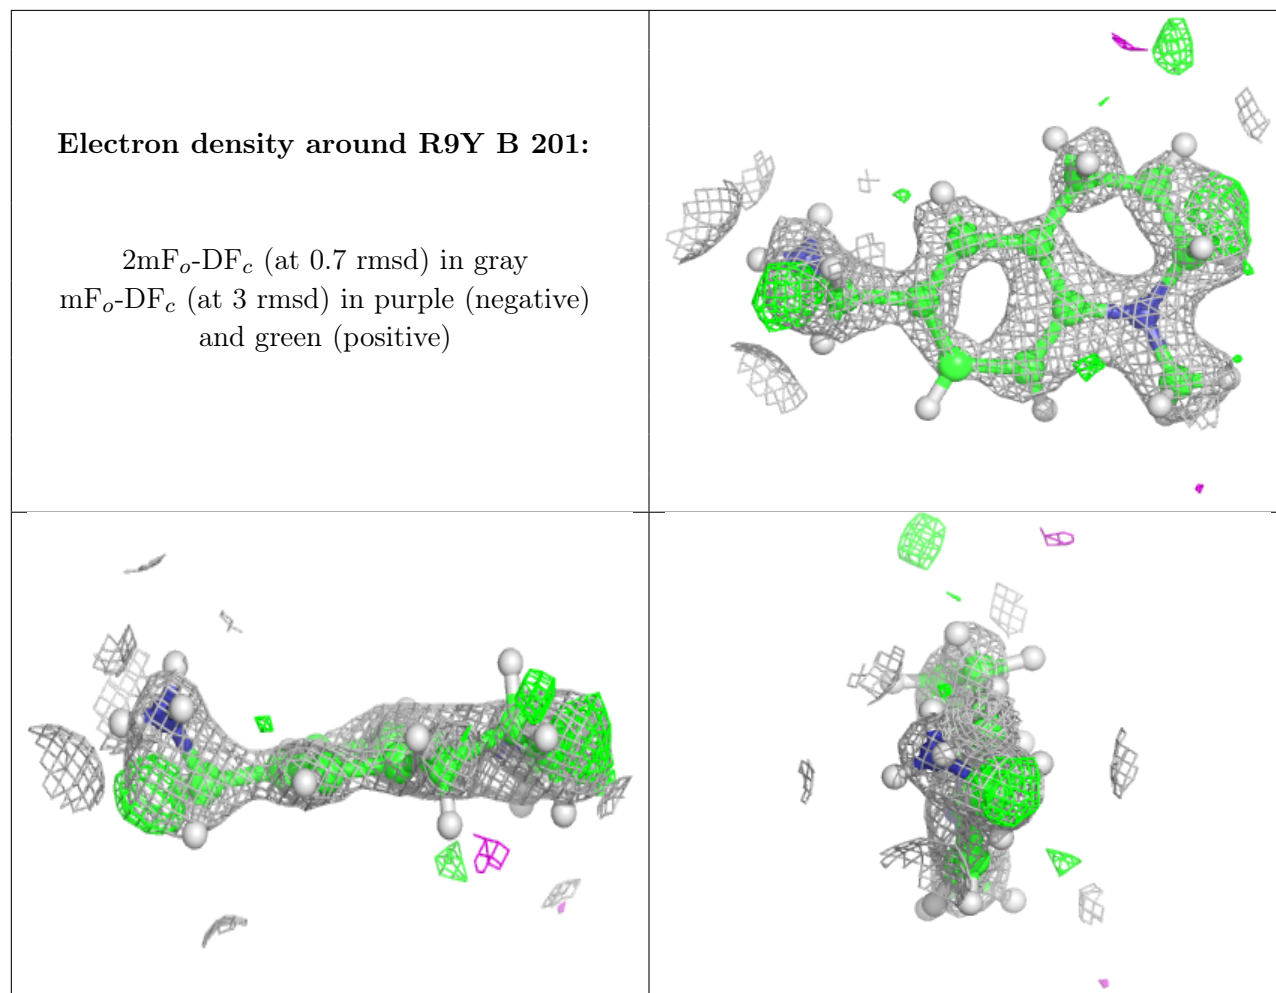 Electron density around R9Y B 201:
2mFₒ-DF𝒸 (at 0.7 rmsd) in gray
mFₒ-DF𝒸 (at 3 rmsd) in purple (negative)
and green (positive)